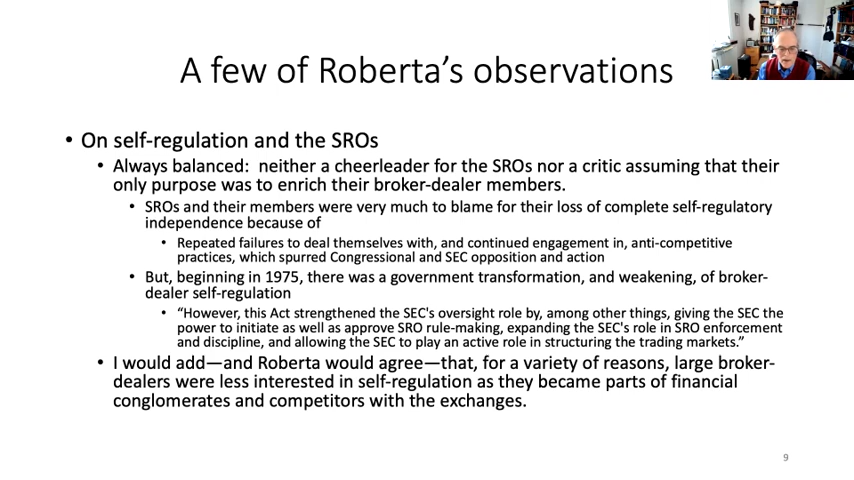 A few of Roberta's observations
• On self-regulation and the SROs
• Always balanced:  neither a cheerleader for the SROs nor a critic assuming that their
only purpose was to enrich their broker-dealer members.
• SROs and their members were very much to blame for their loss of complete self-regulatory
independence because of
• Repeated failures to deal themselves with, and continued engagement in, anti-competitive
practices, which spurred Congressional and SEC opposition and action
• But, beginning in 1975, there was a government transformation, and weakening, of broker-
dealer self-regulation
• “However, this Act strengthened the SEC's oversight role by, among other things, giving the SEC the
power to initiate as well as approve SRO rule-making, expanding the SEC's role in SRO enforcement
and discipline, and allowing the SEC to play an active role in structuring the trading markets.”
• I would add—and Roberta would agree—that, for a variety of reasons, large broker-
dealers were less interested in self-regulation as they became parts of financial
conglomerates and competitors with the exchanges.
9